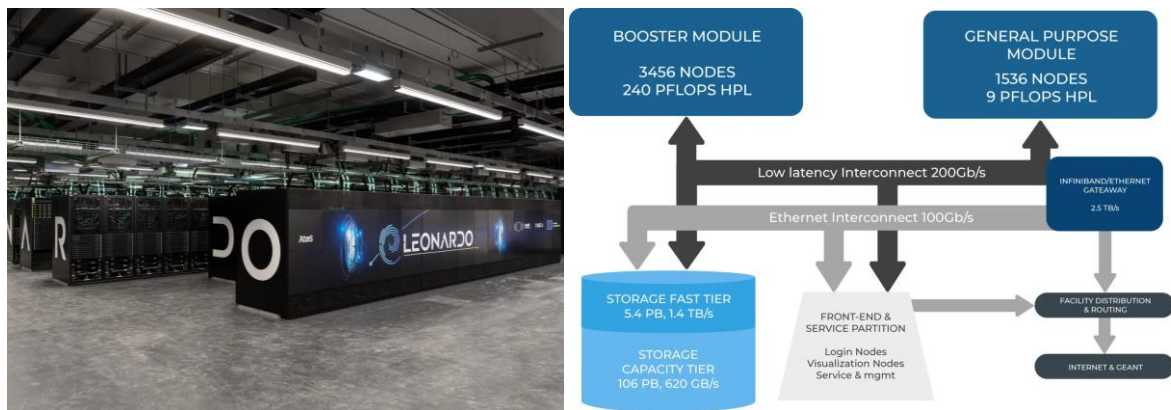 N
A
R
D
O
Atos
LEONARDO
BOOSTER MODULE
3456 NODES
240 PFLOPS HPL
GENERAL PURPOSE
MODULE
1536 NODES
9 PFLOPS HPL
Low latency Interconnect 200Gb/s
INFINIBAND/ETHERNET
GATEAWAY
2.5 TB/s
Ethernet Interconnect 100Gb/s
STORAGE FAST TIER
5.4 PB, 1.4 TB/s
STORAGE
CAPACITY TIER
106 PB, 620 GB/s
FRONT-END &
SERVICE PARTITION
Login Nodes
Visualization Nodes
Service & mgmt
FACILITY DISTRIBUTION
& ROUTING
INTERNET & GEANT